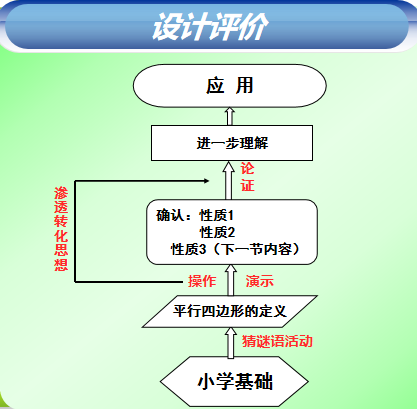 设计评价
应 用
进一步理解
论
证
渗透转化思想
确认：性质1
性质2
性质3（下一节内容）
操作 演示
平行四边形的定义
猜谜语活动
小学基础